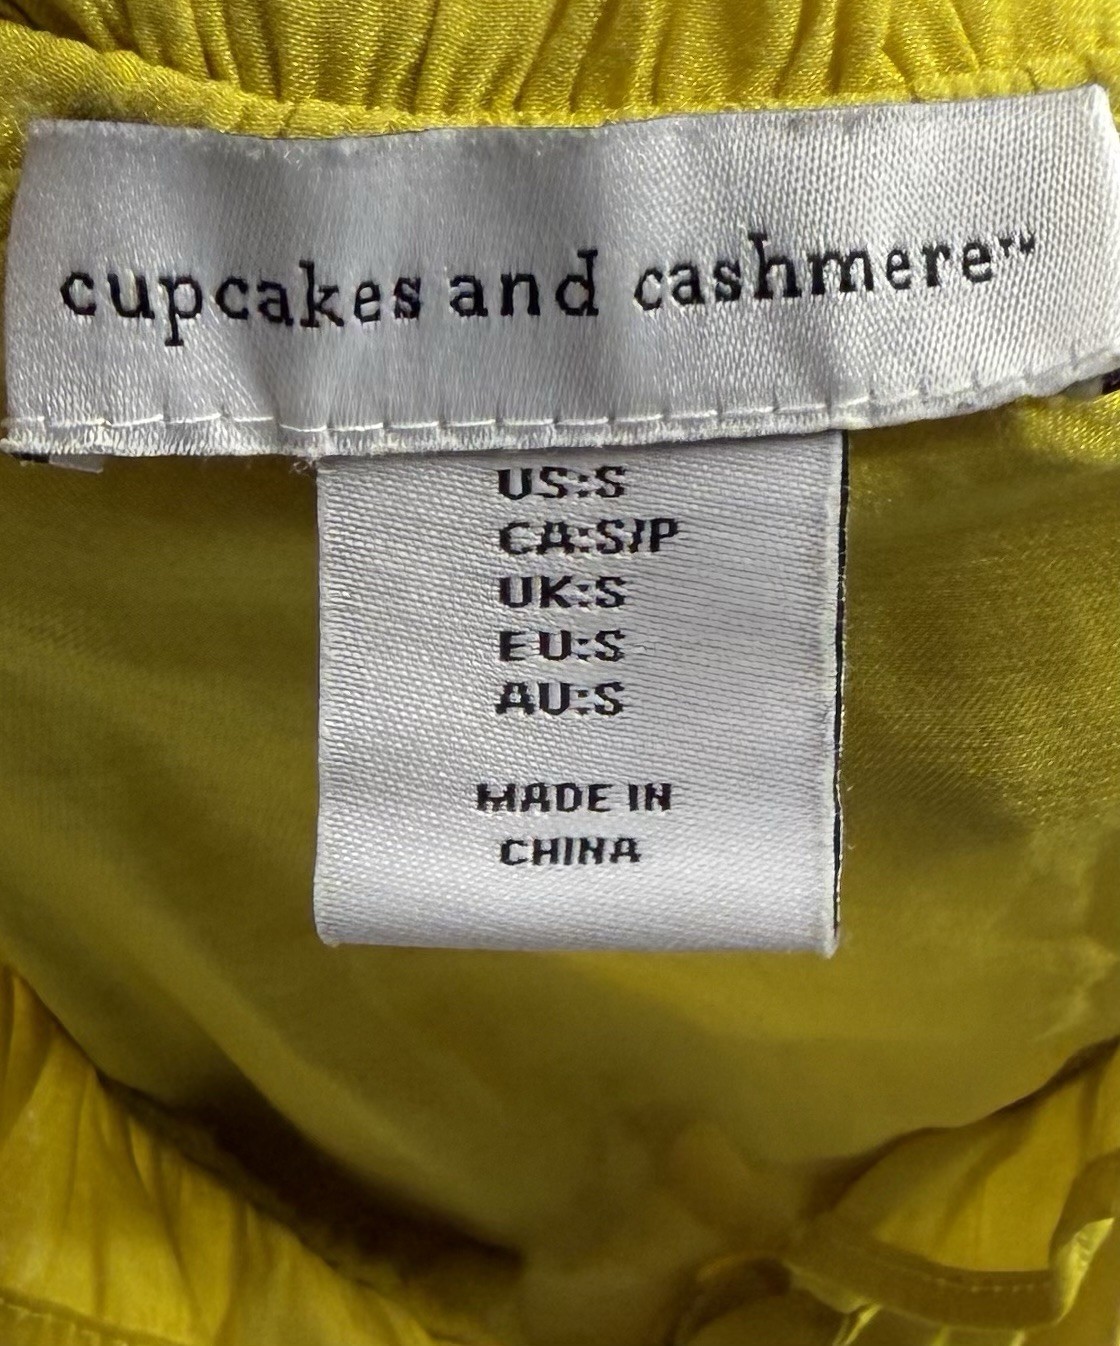 cupcakes and cashmere™
US:S
CA:S/P
UK:S
EU:S
AU:S
MADE IN
CHINA